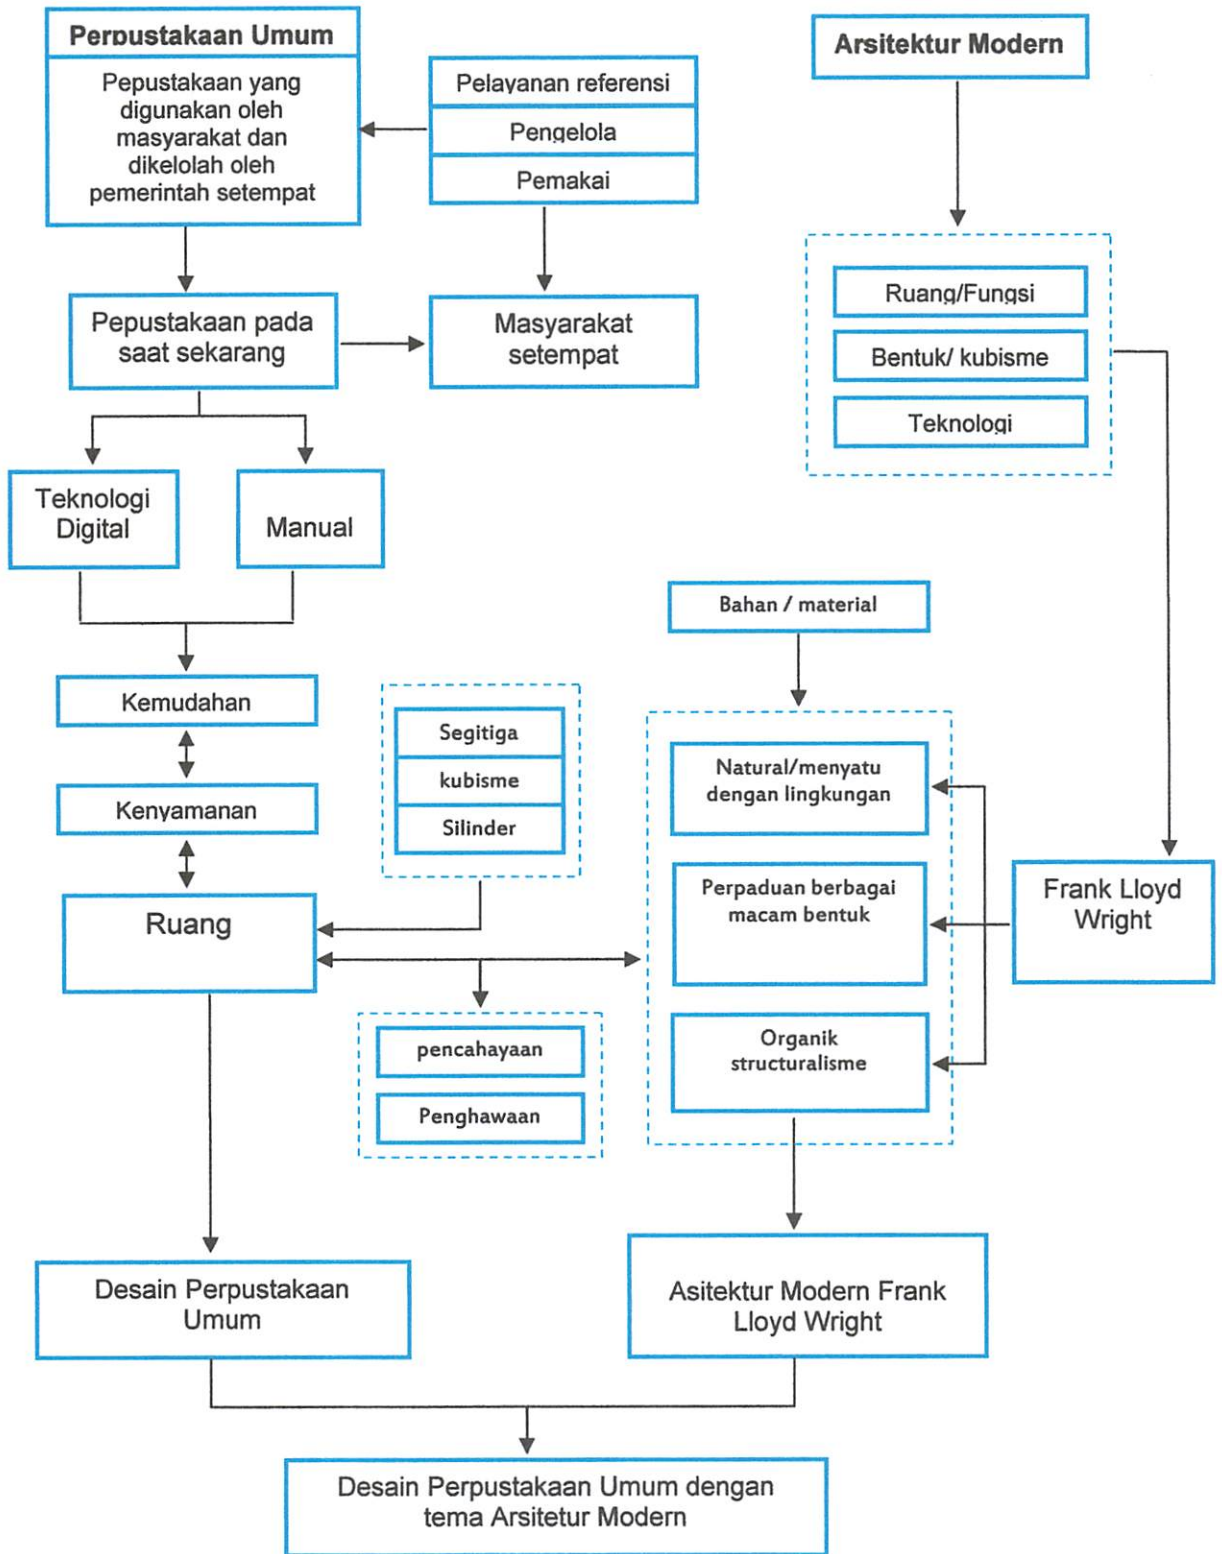 Perpustakaan Umum
Pepustakaan yang
digunakan oleh
masyarakat dan
dikelolah oleh
pemerintah setempat
Pelayanan referensi
Pengelola
Pemakai
Arsitektur Modern
Pepustakaan pada
saat sekarang
Masyarakat
setempat
Ruang/Fungsi
Bentuk/ kubisme
Teknologi
Teknologi
Digital
Manual
Bahan / material
Kemudahan
Kenyamanan
Ruang
Segitiga
kubisme
Silinder
Natural/menyatu
dengan lingkungan
Perpaduan berbagai
macam bentuk
Organik
structuralisme
Frank Lloyd
Wright
pencahayaan
Penghawaan
Desain Perpustakaan
Umum
Asitektur Modern Frank
Lloyd Wright
Desain Perpustakaan Umum dengan
tema Arsitetur Modern